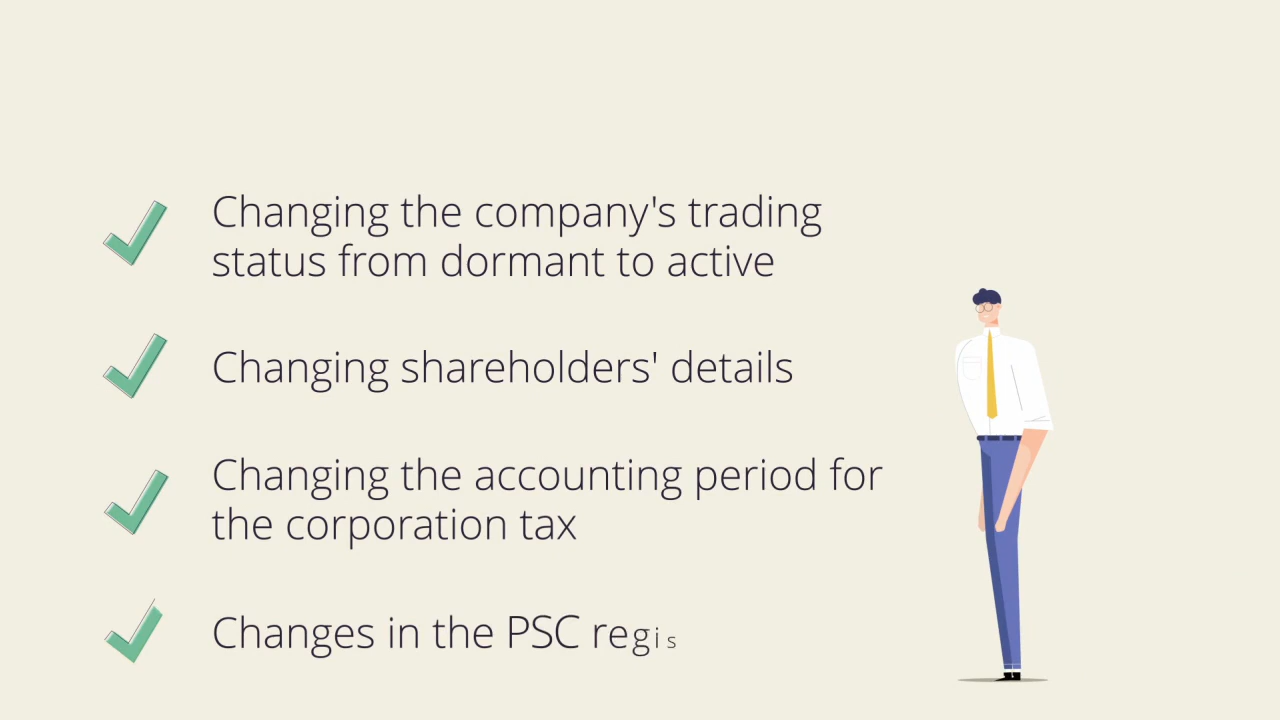 Changing the company's trading
status from dormant to active
Changing shareholders' details
Changing the accounting period for
the corporation tax
Changes in the PSC regis